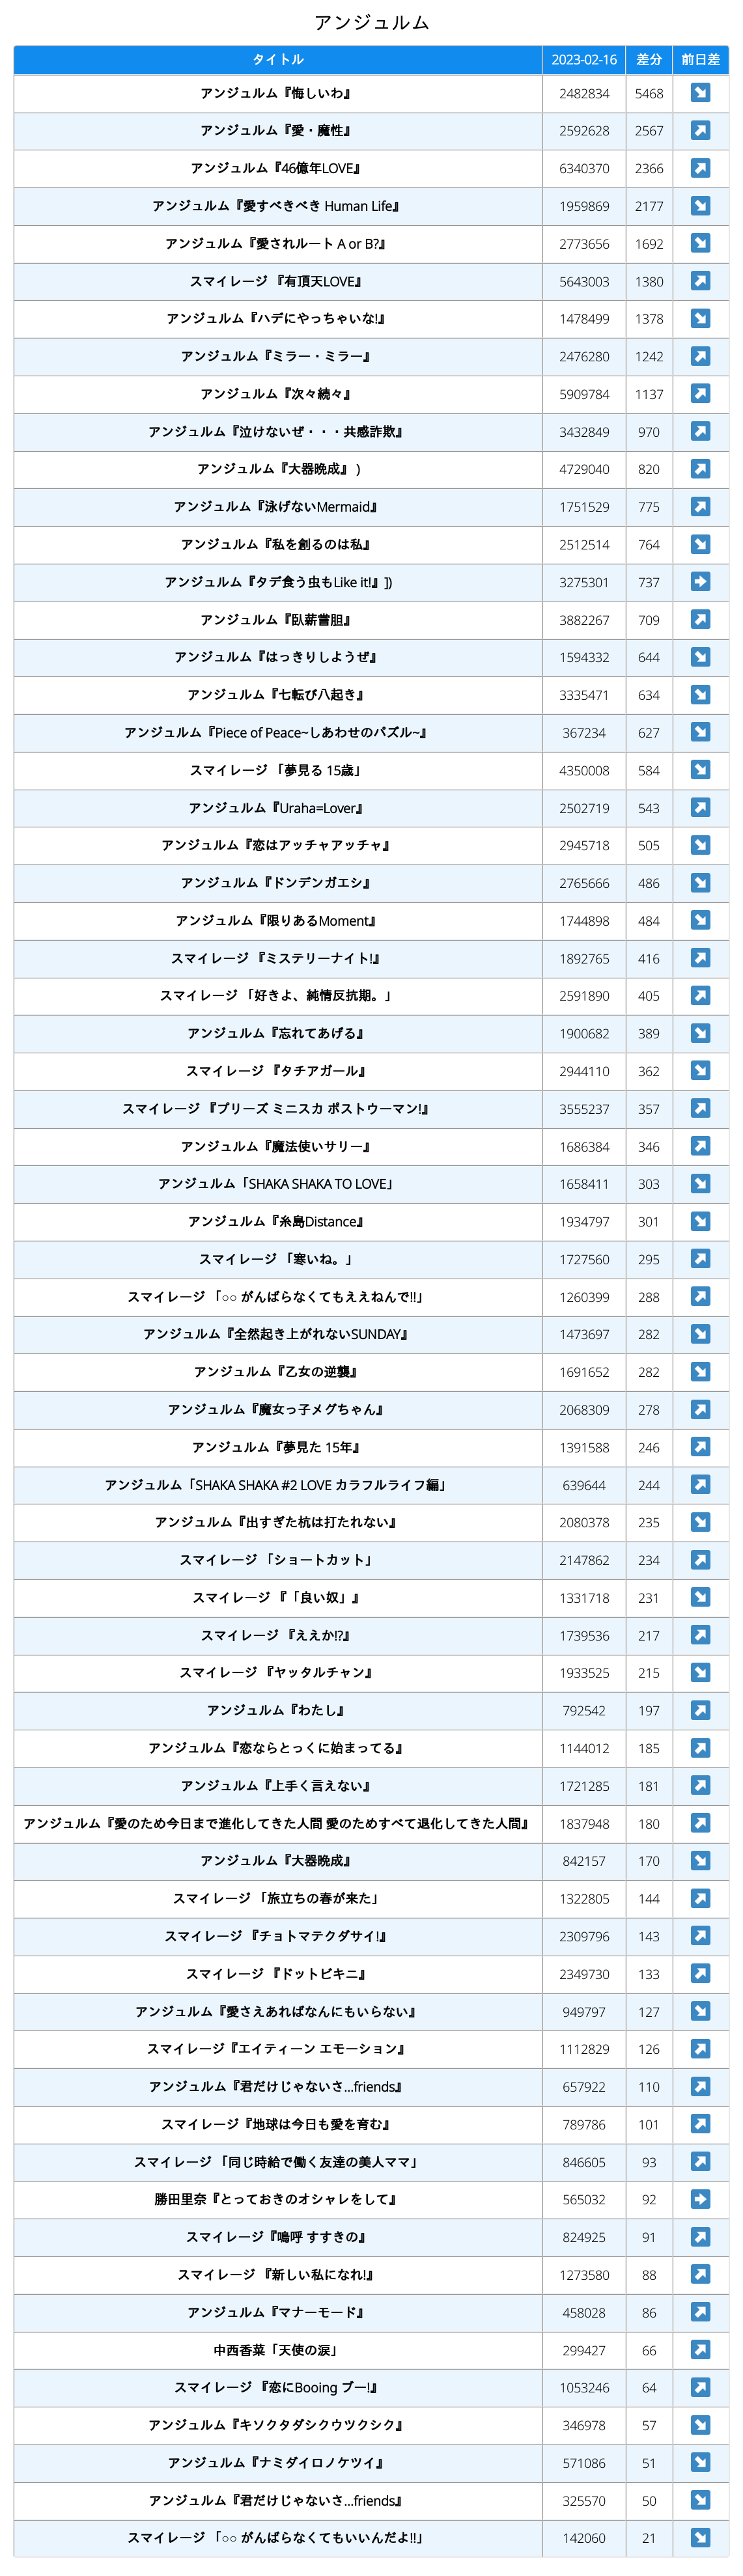 アンジュルム
タイトル 2023-02-16 差分 前日差
アンジュルム『悔しいわ』 2482834 5468 ↘
アンジュルム『愛・魔性』 2592628 2567 ↗
アンジュルム『46億年LOVE』 6340370 2366 ↗
アンジュルム『愛すべきべき Human Life』 1959869 2177 ↘
アンジュルム『愛されルート A or B?』 2773656 1692 ↘
スマイレージ 『有頂天LOVE』 5643003 1380 ↗
アンジュルム『ハデにやっちゃいな!』 1478499 1378 ↘
アンジュルム『ミラー・ミラー』 2476280 1242 ↗
アンジュルム『次々続々』 5909784 1137 ↗
アンジュルム『泣けないぜ・・・共感詐欺』 3432849 970 ↗
アンジュルム『大器晩成』 ) 4729040 820 ↗
アンジュルム『泳げないMermaid』 1751529 775 ↗
アンジュルム『私を創るのは私』 2512514 764 ↘
アンジュルム『タデ食う虫もLike it!』]) 3275301 737 ➡
アンジュルム『臥薪嘗胆』 3882267 709 ↗
アンジュルム『はっきりしようぜ』 1594332 644 ↘
アンジュルム『七転び八起き』 3335471 634 ↘
アンジュルム『Piece of Peace~しあわせのパズル~』 367234 627 ↘
スマイレージ 「夢見る 15歳」 4350008 584 ↘
アンジュルム『Uraha=Lover』 2502719 543 ↗
アンジュルム『恋はアッチャアッチャ』 2945718 505 ↘
アンジュルム『ドンデンガエシ』 2765666 486 ↘
アンジュルム『限りあるMoment』 1744898 484 ↘
スマイレージ 『ミステリーナイト!』 1892765 416 ↗
スマイレージ 「好きよ、純情反抗期。」 2591890 405 ↗
アンジュルム『忘れてあげる』 1900682 389 ↘
スマイレージ 『タチアガール』 2944110 362 ↘
スマイレージ 『プリーズ ミニスカ ポストウーマン!』 3555237 357 ↗
アンジュルム『魔法使いサリー』 1686384 346 ↗
アンジュルム「SHAKA SHAKA TO LOVE」 1658411 303 ↘
アンジュルム『糸島Distance』 1934797 301 ↘
スマイレージ 「寒いね。」 1727560 295 ↗
スマイレージ 「○○ がんばらなくてもええねんで!!」 1260399 288 ↗
アンジュルム『全然起き上がれないSUNDAY』 1473697 282 ↘
アンジュルム『乙女の逆襲』 1691652 282 ↘
アンジュルム『魔女っ子メグちゃん』 2068309 278 ↗
アンジュルム『夢見た 15年』 1391588 246 ↗
アンジュルム「SHAKA SHAKA #2 LOVE カラフルライフ編」 639644 244 ↗
アンジュルム『出すぎた杭は打たれない』 2080378 235 ↘
スマイレージ 「ショートカット」 2147862 234 ↗
スマイレージ 『「良い奴」』 1331718 231 ↘
スマイレージ 『ええか!?』 1739536 217 ↗
スマイレージ 『ヤッタルチャン』 1933525 215 ↘
アンジュルム『わたし』 792542 197 ↗
アンジュルム『恋ならとっくに始まってる』 1144012 185 ↗
アンジュルム『上手く言えない』 1721285 181 ↗
アンジュルム『愛のため今日まで進化してきた人間 愛のためすべて退化してきた人間』 1837948 180 ↗
アンジュルム『大器晩成』 842157 170 ↘
スマイレージ 「旅立ちの春が来た」 1322805 144 ↗
スマイレージ 『チョトマテクダサイ!』 2309796 143 ↗
スマイレージ 『ドットビキニ』 2349730 133 ↗
アンジュルム『愛さえあればなんにもいらない』 949797 127 ↘
スマイレージ『エイティーン エモーション』 1112829 126 ↗
アンジュルム『君だけじゃないさ...friends』 657922 110 ↗
スマイレージ『地球は今日も愛を育む』 789786 101 ↗
スマイレージ 「同じ時給で働く友達の美人ママ」 846605 93 ↗
勝田里奈『とっておきのオシャレをして』 565032 92 ➡
スマイレージ『嗚呼 すすきの』 824925 91 ↗
スマイレージ 『新しい私になれ!』 1273580 88 ↗
アンジュルム『マナーモード』 458028 86 ↗
中西香菜「天使の涙」 299427 66 ↗
スマイレージ 『恋にBooing ブー!』 1053246 64 ↗
アンジュルム『キソクタダシクウツクシク』 346978 57 ↘
アンジュルム『ナミダイロノケツイ』 571086 51 ↘
アンジュルム『君だけじゃないさ...friends』 325570 50 ↘
スマイレージ 「○○ がんばらなくてもいいんだよ!!」 142060 21 ↘